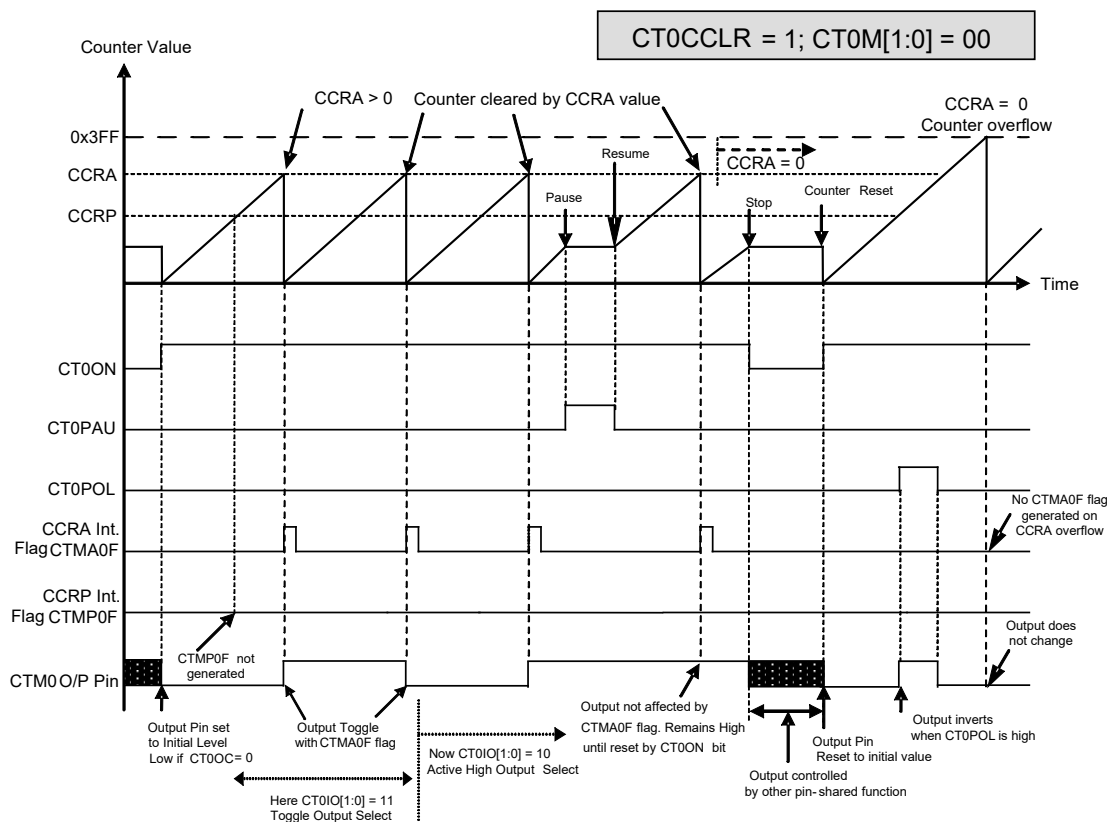 CT0CCLR = 1; CT0M[1:0] = 00
Counter Value
CCRA > 0
Counter cleared by CCRA value
CCRA = 0
Counter overflow
0x3FF
CCRA
CCRP
Resume
CCRA = 0
Pause
Stop
Counter Reset
Time
CT0ON
CT0PAU
CT0POL
No CTMA0F flag
generated on
CCRA overflow
CCRA Int.
Flag CTMA0F
CCRP Int.
Flag CTMP0F
CTMP0F not
generated
Output does
not change
CTM0 O/P Pin
Output Pin set
to Initial Level
Low if CT0OC=0
Output Toggle
with CTMA0F flag
Output not affected by
CTMA0F flag. Remains High
until reset by CT0ON bit
Output Pin
Reset to initial value
Output inverts
when CT0POL is high
Now CT0IO[1:0] = 10
Active High Output Select
Output controlled
by other pin-shared function
Here CT0IO[1:0] = 11
Toggle Output Select